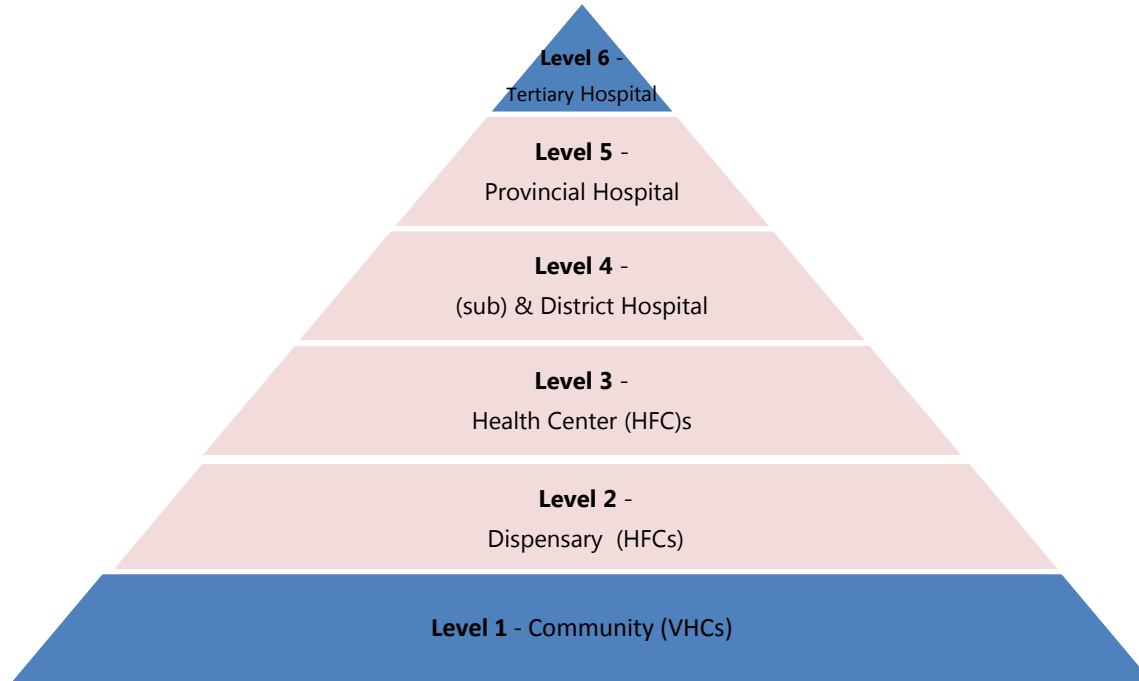 Level 6 -
Tertiary Hospital
Level 5 -
Provincial Hospital
Level 4 -
(sub) & District Hospital
Level 3 -
Health Center (HFC)s
Level 2 -
Dispensary (HFCs)
Level 1 - Community (VHCs)